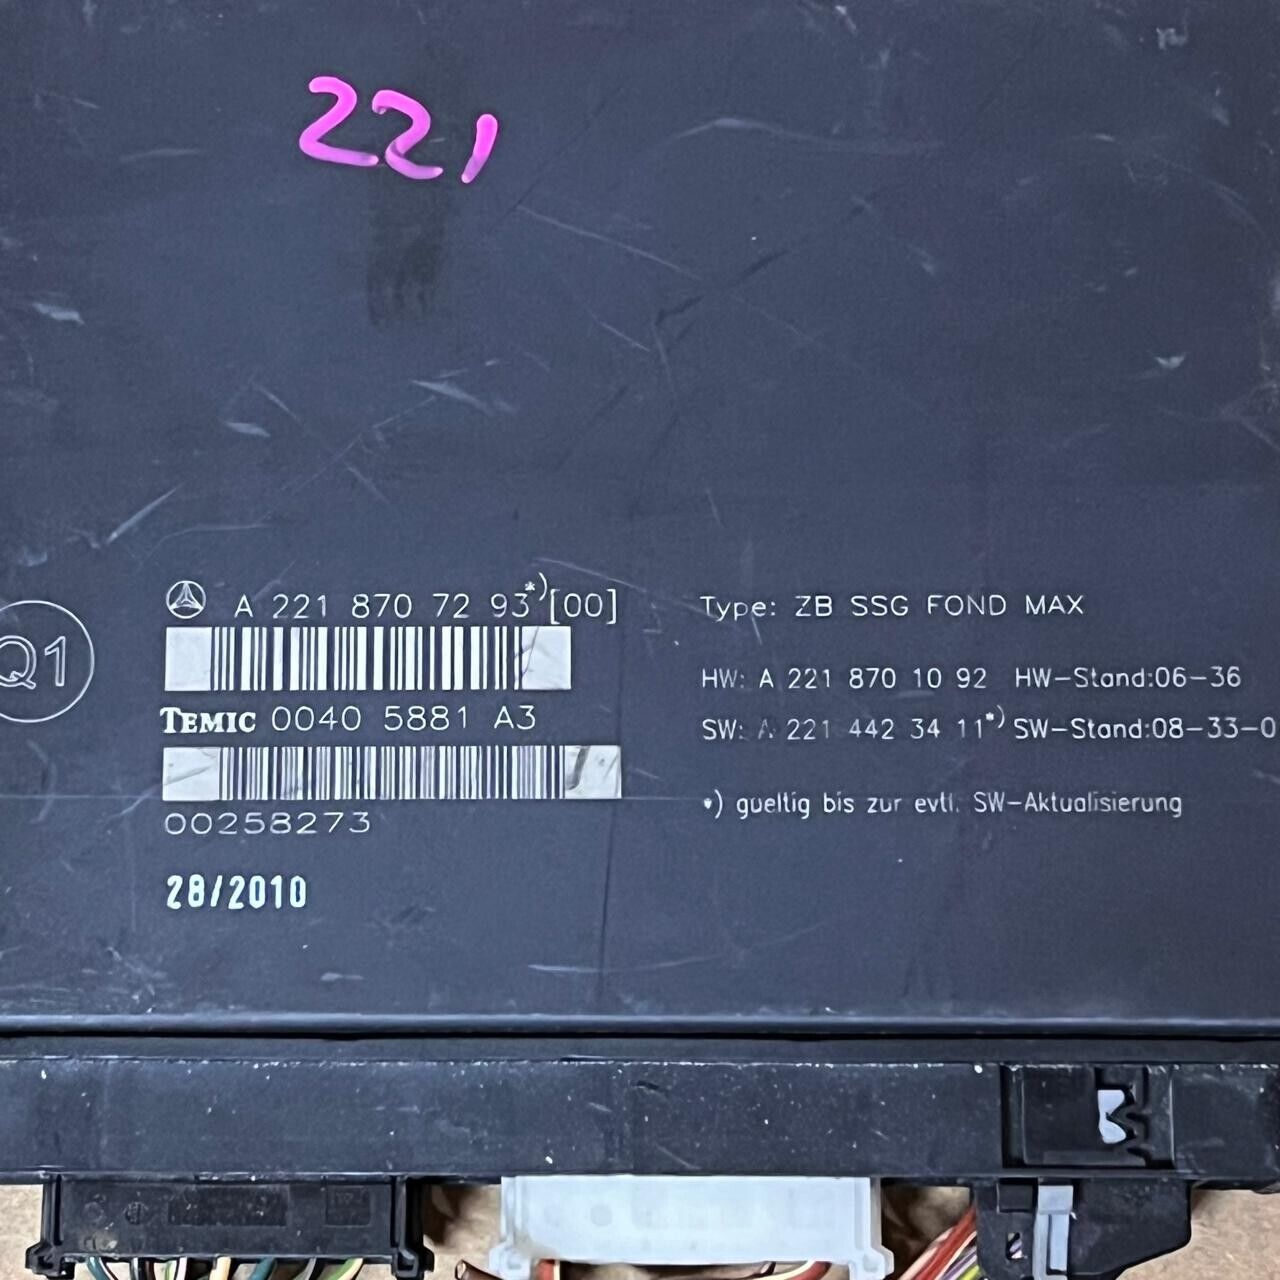 221
A 221 870 72 93*)[00]
Type: ZB SSG FOND MAX
Q1
HW: A 221 870 10 92 HW-Stand:06-36
TEMIC 0040 5881 A3
SW: A 221 442 34 11*) SW-Stand:08-33-0
*) gueltig bis zur evtl. SW-Aktualisierung
00258273
28/2010